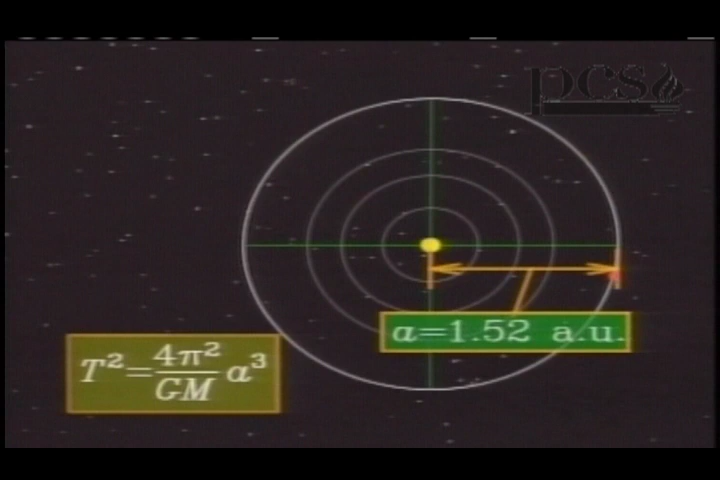 pcs
a=1.52 a.u.
T²=4π²/GM a³